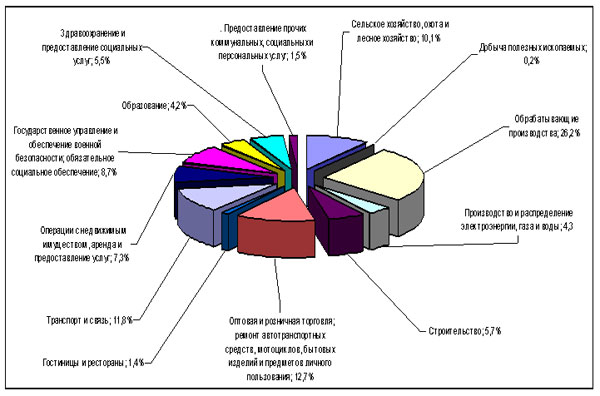 Здравоохранение и
предоставление социальных
услуг; 5,5%
. Предоставление прочих
коммунальных, социальных и
персональных услуг; 1,5%
Сельское хозяйство, охота и
лесное хозяйство; 10,1%
Добыча полезных ископаемых;
0,2%
Образование; 4,2%
Обрабатывающие
производства; 26,2%
Государственное управление и
обеспечение военной
безопасности; обязательное
социальное обеспечение; 8,7%
Производство и распределение
электроэнергии, газа и воды; 4,3
Операции с недвижимым
имуществом, аренда и
предоставление услуг; 7,3%
Транспорт и связь; 11,8%
Оптовая и розничная торговля;
ремонт автотранспортных
средств, мотоциклов, бытовых
изделий и предметов личного
пользования; 12,7%
Строительство; 5,7%
Гостиницы и рестораны; 1,4%